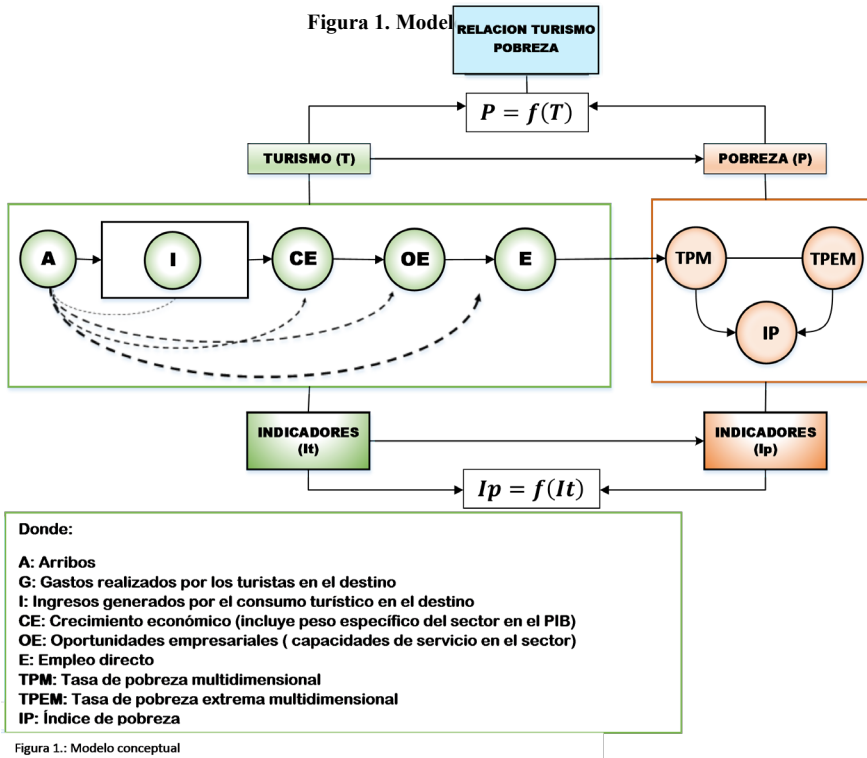 Figura 1. Model
RELACION TURISMO
POBREZA
P = f(T)
TURISMO (T)
POBREZA (P)
A
I
CE
OE
E
TPM
TPEM
IP
INDICADORES
(It)
INDICADORES
(Ip)
Ip = f(It)
Donde:
A: Arribos
G: Gastos realizados por los turistas en el destino
I: Ingresos generados por el consumo turístico en el destino
CE: Crecimiento económico (incluye peso específico del sector en el PIB)
OE: Oportunidades empresariales ( capacidades de servicio en el sector)
E: Empleo directo
TPM: Tasa de pobreza multidimensional
TPEM: Tasa de pobreza extrema multidimensional
IP: Índice de pobreza
Figura 1.: Modelo conceptual